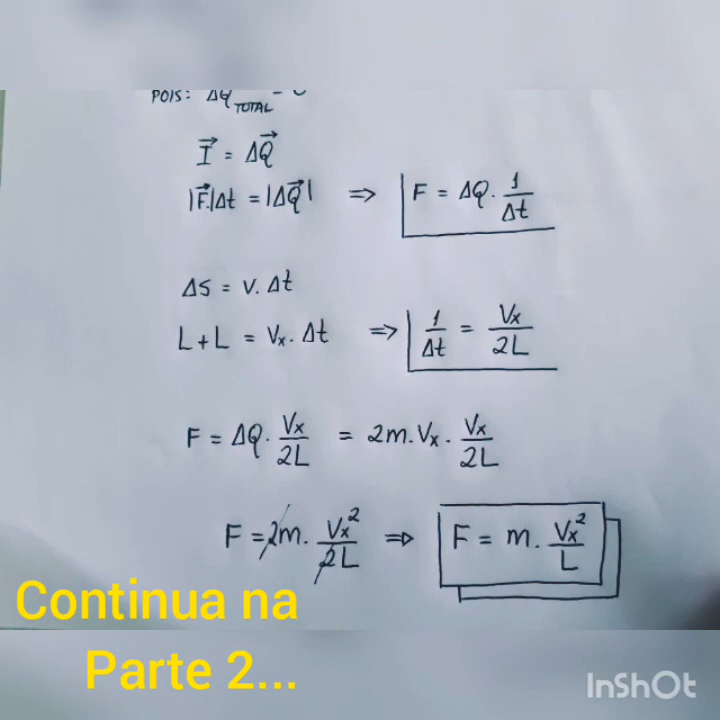 POIS: ΔQ TOTAL = 0
I⃗ = ΔQ⃗
|F⃗|Δt = |ΔQ⃗| ⇒ F = ΔQ · 1/Δt
ΔS = V. Δt
L+L = Vx. Δt ⇒ 1/Δt = Vx/2L
F = ΔQ · Vx/2L = 2m. Vx · Vx/2L
F = 2m. Vx²/2L ⇒ F = m. Vx²/L
Continua na
Parte 2...
InShOt